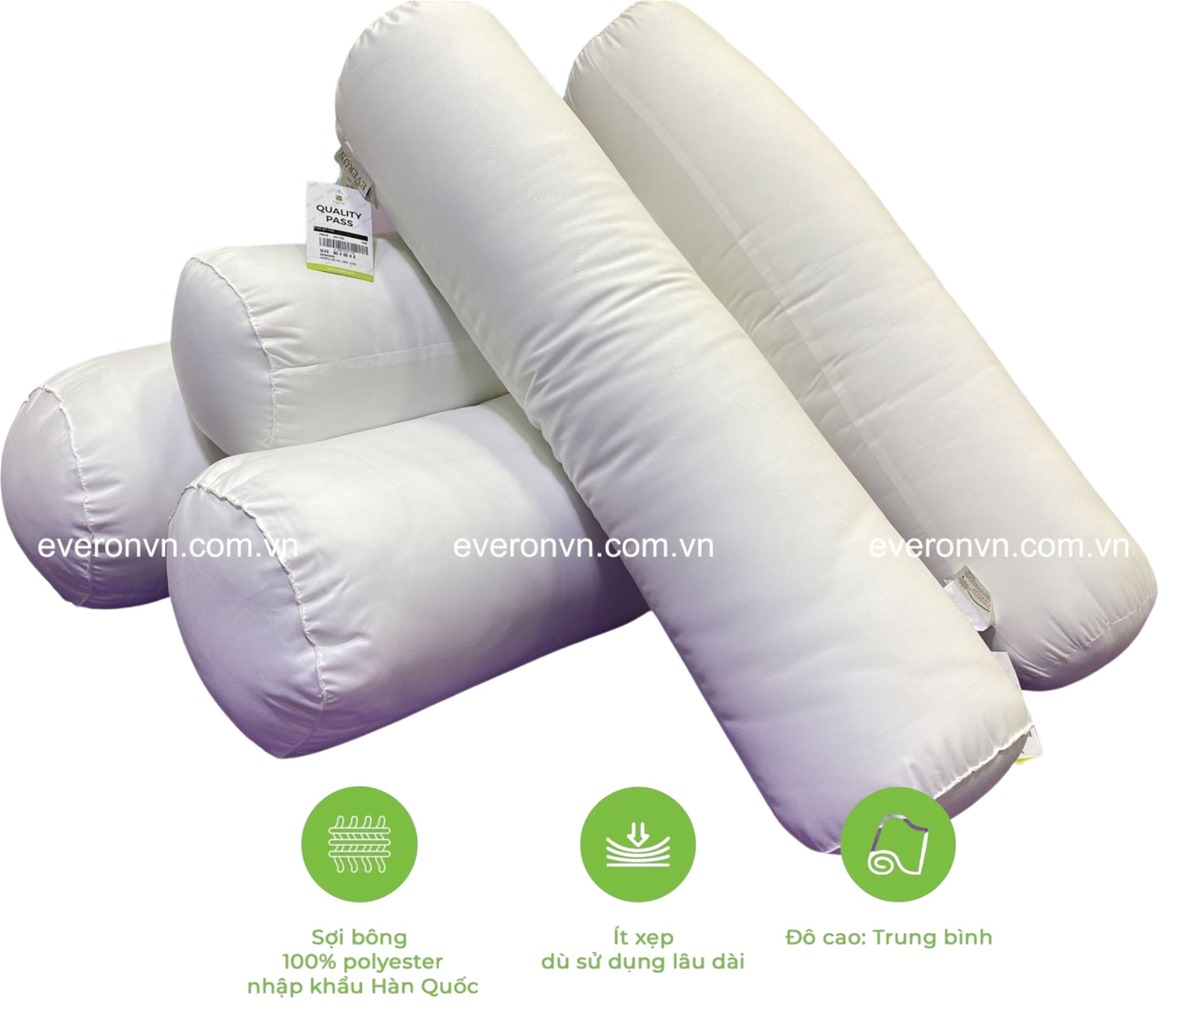 EVERON
QUALITY
PASS
everonvn.com.vn
everonvn.com.vn
everonvn.com.vn
Sợi bông
100% polyester
nhập khẩu Hàn Quốc
Ít xẹp
dù sử dụng lâu dài
Đô cao: Trung bình